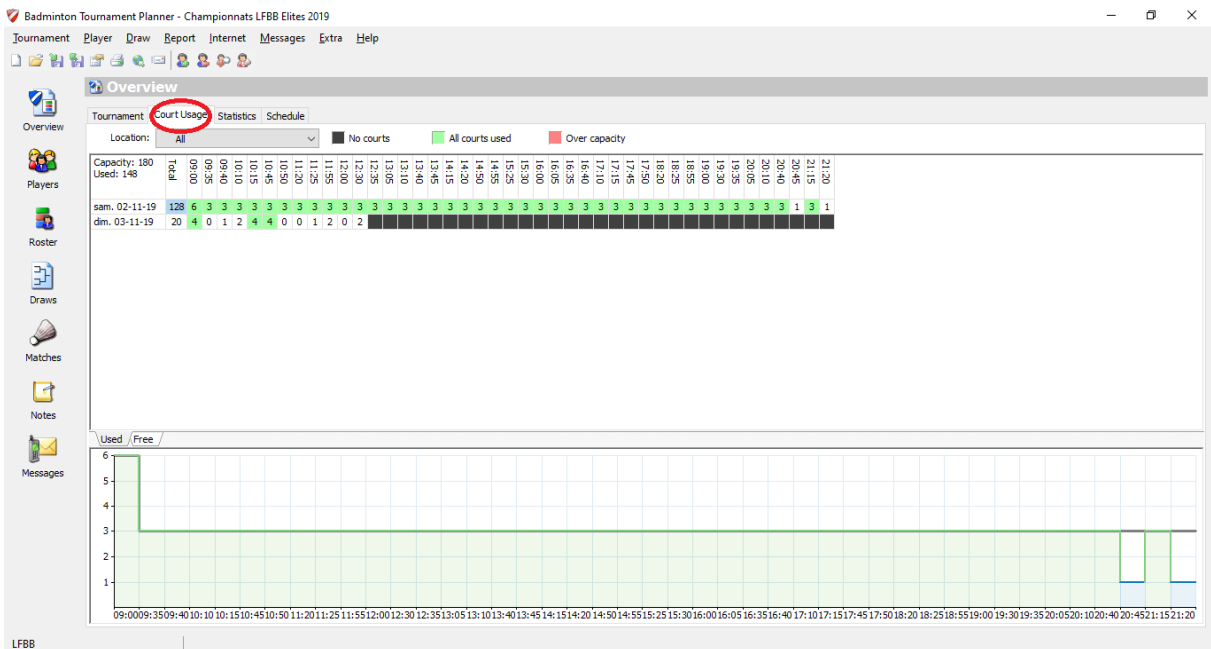 Badminton Tournament Planner - Championnats LFBB Elites 2019
Tournament Player Draw Report Internet Messages Extra Help
Overview
Tournament Court Usage Statistics Schedule
Location: All No courts All courts used Over capacity
Capacity: 180
Used: 148
Total 09:00 09:35 09:40 10:10 10:15 10:45 10:50 11:20 11:25 11:55 12:00 12:30 12:35 13:05 13:10 13:40 13:45 14:15 14:20 14:50 14:55 15:25 15:30 16:00 16:05 16:35 16:40 17:10 17:15 17:45 17:50 18:20 18:25 18:55 19:00 19:30 19:35 20:05 20:10 20:40 20:45 21:15 21:20
sam. 02-11-19 128 6 3 3 3 3 3 3 3 3 3 3 3 3 3 3 3 3 3 3 3 3 3 3 3 3 3 3 3 3 3 3 3 3 3 3 3 3 3 3 3 1 3 1
dim. 03-11-19 20 4 0 1 2 4 4 0 0 1 2 0 2
Used Free
6
5
4
3
2
1
09:00 09:35 09:40 10:10 10:15 10:45 10:50 11:20 11:25 11:55 12:00 12:30 12:35 13:05 13:10 13:40 13:45 14:15 14:20 14:50 14:55 15:25 15:30 16:00 16:05 16:35 16:40 17:10 17:15 17:45 17:50 18:20 18:25 18:55 19:00 19:30 19:35 20:05 20:10 20:40 20:45 21:15 21:20
Overview
Players
Roster
Draws
Matches
Notes
Messages
LFBB